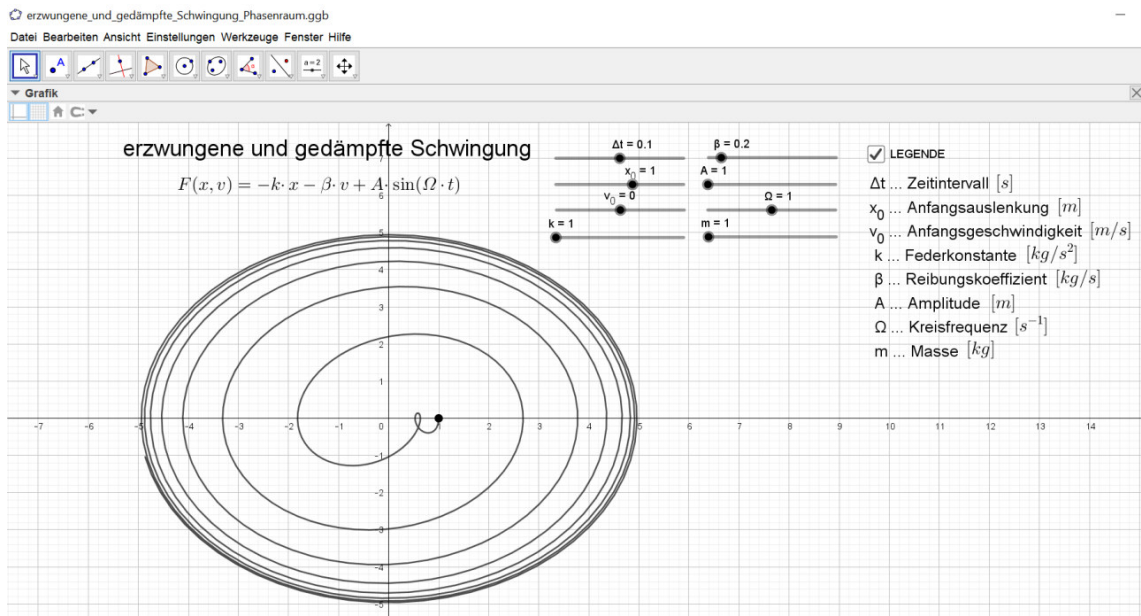 erzwungene_und_gedämpfte_Schwingung_Phasenraum.ggb
Datei Bearbeiten Ansicht Einstellungen Werkzeuge Fenster Hilfe
A
a=2
Grafik
erzwungene und gedämpfte Schwingung
F(x, v) = −k· x − β· v + A· sin(Ω · t)
Δt = 0.1
β = 0.2
x₀ = 1
A = 1
v₀ = 0
Ω = 1
k = 1
m = 1
LEGENDE
Δt ... Zeitintervall [s]
x₀ ... Anfangsauslenkung [m]
v₀ ... Anfangsgeschwindigkeit [m/s]
k ... Federkonstante [kg/s²]
β ... Reibungskoeffizient [kg/s]
A ... Amplitude [m]
Ω ... Kreisfrequenz [s⁻¹]
m ... Masse [kg]
7
6
5
4
3
2
1
-7 -6 -5 -4 -3 -2 -1 0 1 2 3 4 5 6 7 8 9 10 11 12 13 14
-1
-2
-3
-4
-5